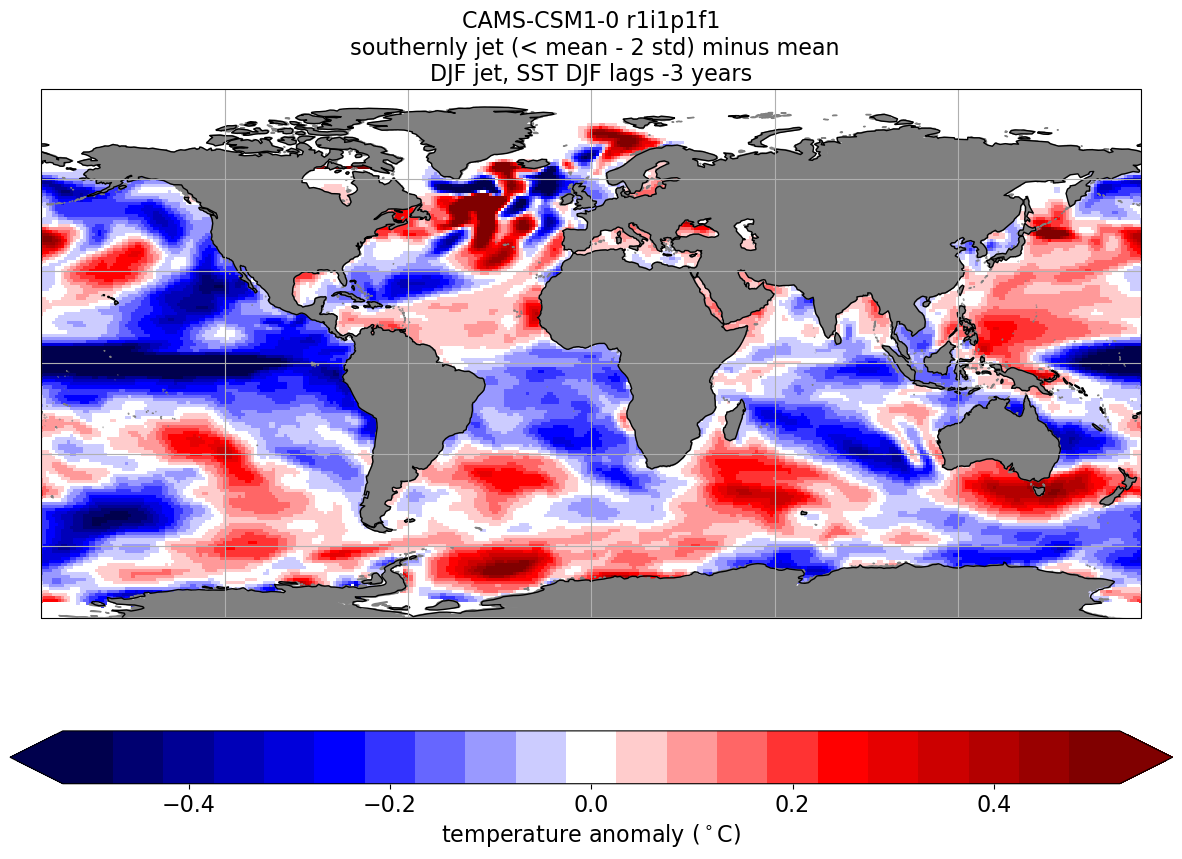 CAMS-CSM1-0 r1i1p1f1
southernly jet (< mean - 2 std) minus mean
DJF jet, SST DJF lags -3 years
−0.4 −0.2 0.0 0.2 0.4
temperature anomaly (°C)